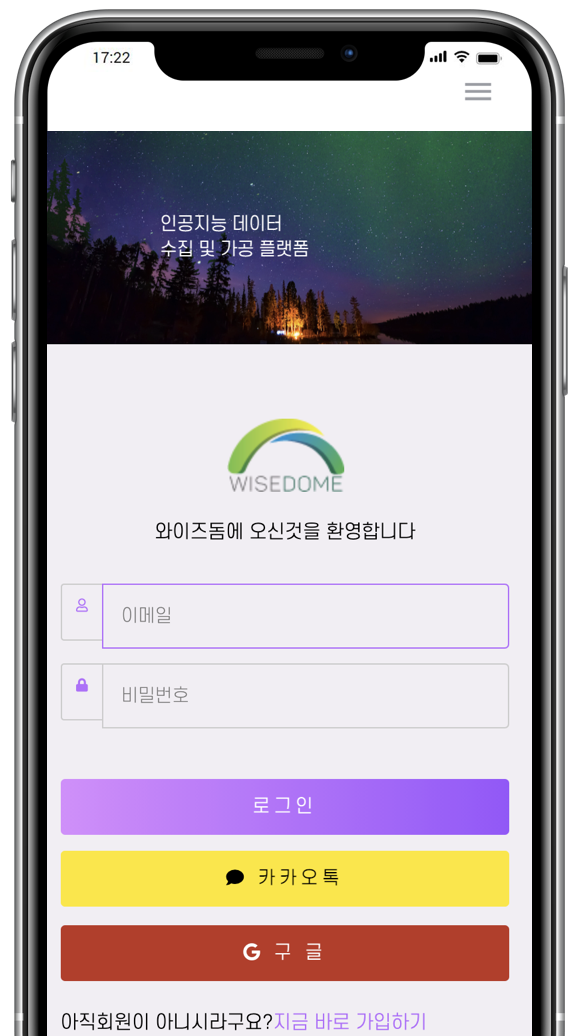 17:22
인공지능 데이터
수집 및 가공 플랫폼
WISEDOME
와이즈돔에 오신것을 환영합니다
이메일
비밀번호
로그인
카카오톡
G 구 글
아직회원이 아니시라구요?지금 바로 가입하기